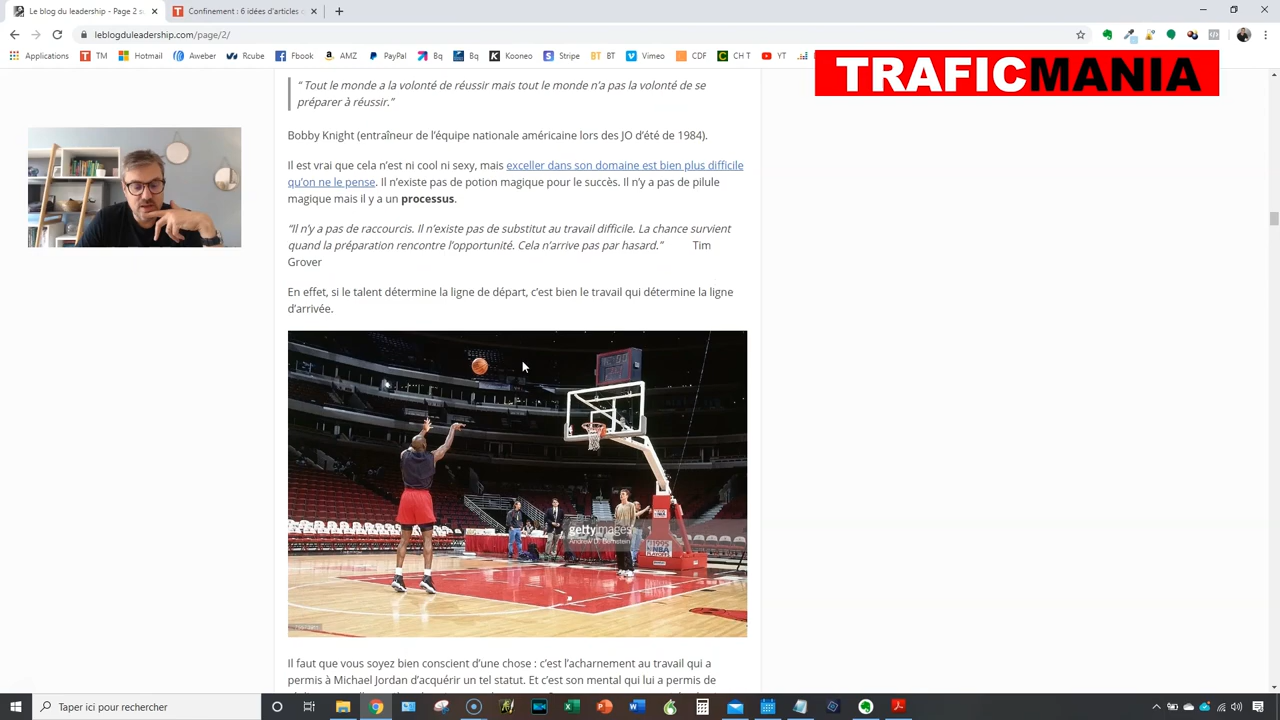 Le blog du leadership - Page 2 s
Confinement : 6 idées d'articles c
leblogduleadership.com/page/2/
Applications TM Hotmail Aweber Rcube Fbook AMZ PayPal Bq Bq Kooneo Stripe BT BT Vimeo CDF CH T YT
TRAFICMANIA
“ Tout le monde a la volonté de réussir mais tout le monde n’a pas la volonté de se
préparer à réussir.”
Bobby Knight (entraîneur de l’équipe nationale américaine lors des JO d’été de 1984).
Il est vrai que cela n’est ni cool ni sexy, mais exceller dans son domaine est bien plus difficile
qu’on ne le pense. Il n’existe pas de potion magique pour le succès. Il n’y a pas de pilule
magique mais il y a un processus.
“Il n’y a pas de raccourcis. Il n’existe pas de substitut au travail difficile. La chance survient
quand la préparation rencontre l’opportunité. Cela n’arrive pas par hasard.” Tim
Grover
En effet, si le talent détermine la ligne de départ, c’est bien le travail qui détermine la ligne
d’arrivée.
gettyimages
Andrew D. Bernstein
Il faut que vous soyez bien conscient d’une chose : c’est l’acharnement au travail qui a
permis à Michael Jordan d’acquérir un tel statut. Et c’est son mental qui lui a permis de
Taper ici pour rechercher